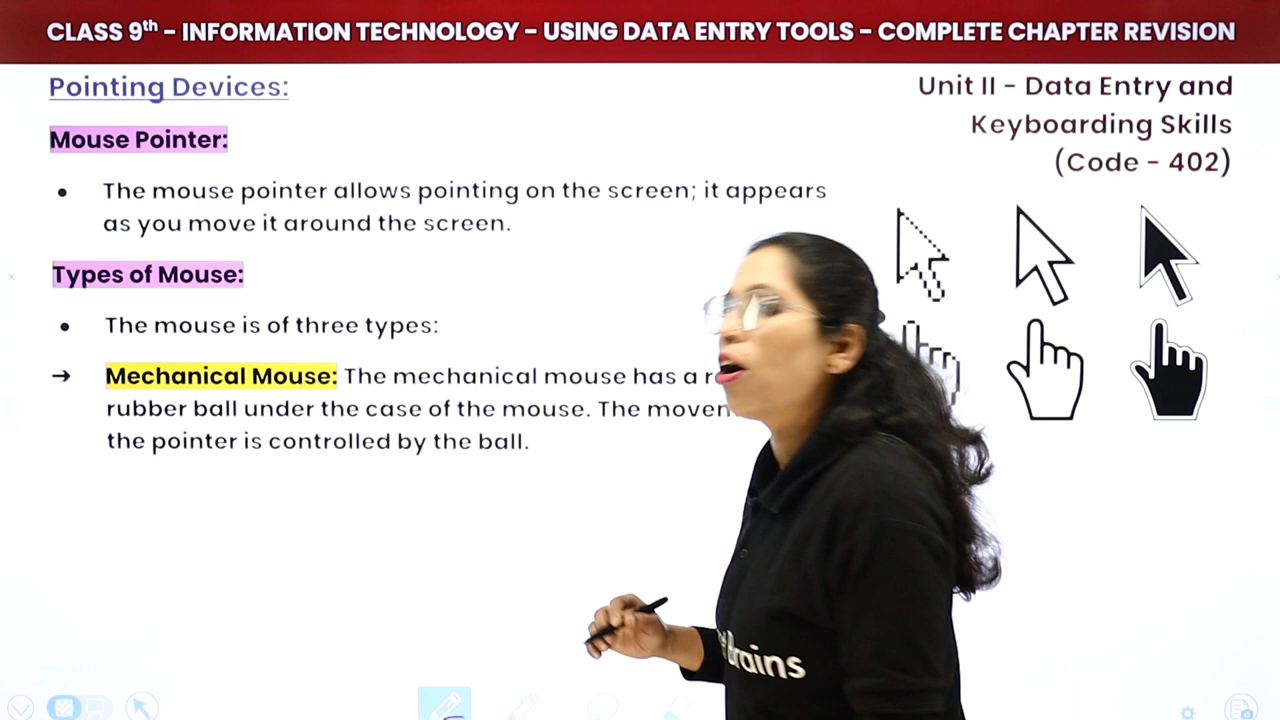 CLASS 9th - INFORMATION TECHNOLOGY - USING DATA ENTRY TOOLS - COMPLETE CHAPTER REVISION
Pointing Devices:
Unit II - Data Entry and
Keyboarding Skills
(Code - 402)
Mouse Pointer:
• The mouse pointer allows pointing on the screen; it appears
as you move it around the screen.
Types of Mouse:
• The mouse is of three types:
→ Mechanical Mouse: The mechanical mouse has a
rubber ball under the case of the mouse. The
the pointer is controlled by the ball.
Brains